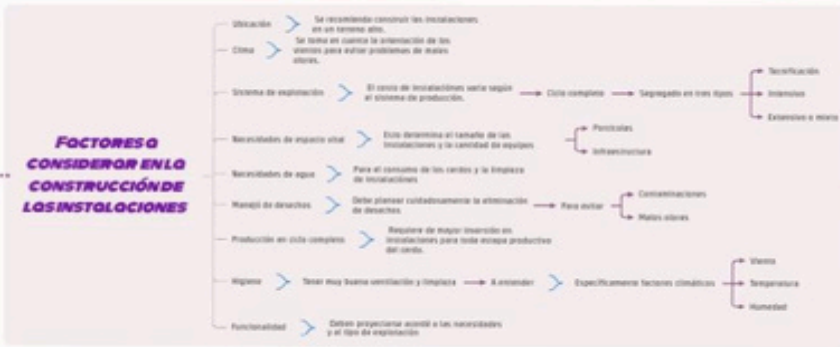 FACTORES A
CONSIDERAR EN LA
CONSTRUCCIÓN DE
LAS INSTALACIONES
Ubicación
Se recomienda construir las instalaciones
en un terreno alto.
Clima
Se toma en cuenta la orientación de los
vientos para evitar problemas de malos
olores.
Sistema de explotación
El costo de instalaciones varia según
el sistema de producción.
Ciclo completo
Segregado en tres tipos
Tecnificación
Intensivo
Extensivo o mixto
Necesidades de espacio vital
Esto determina el tamaño de las
instalaciones y la cantidad de equipos
Porcicolas
Infraestructura
Necesidades de agua
Para el consumo de los cerdos y la limpieza
de instalaciones
Manejó de desechos
Debe planear cuidadosamente la eliminación
de desechos
Para evitar
Contaminaciones
Malos olores
Producción en ciclo completo
Requiere de mayor inversión en
instalaciones para toda estapa productiva
del cerdo.
Higiene
Tener muy buena ventilación y limpieza
A entender
Específicamente factores climáticos
Viento
Temperatura
Humedad
Funcionalidad
Deben proyectarse acordé a las necesidades
y el tipo de explotación